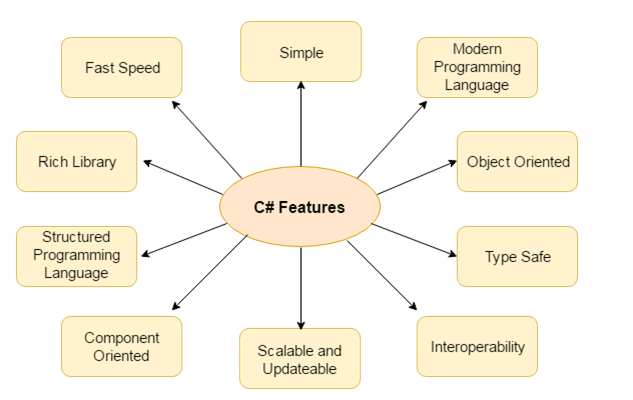 Simple
Fast Speed
Modern
Programming
Language
Rich Library
Object Oriented
C# Features
Structured
Programming
Language
Type Safe
Component
Oriented
Scalable and
Updateable
Interoperability